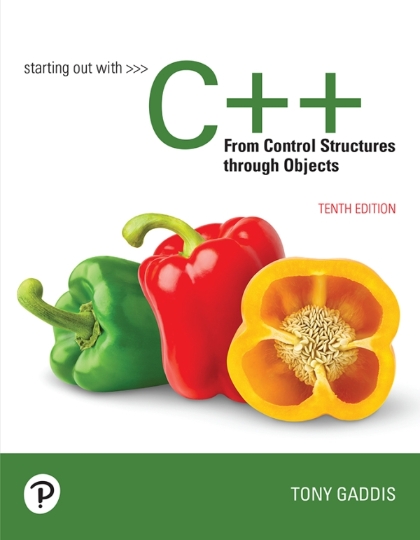 starting out with >>>
C++
From Control Structures
through Objects
TENTH EDITION
P
TONY GADDIS